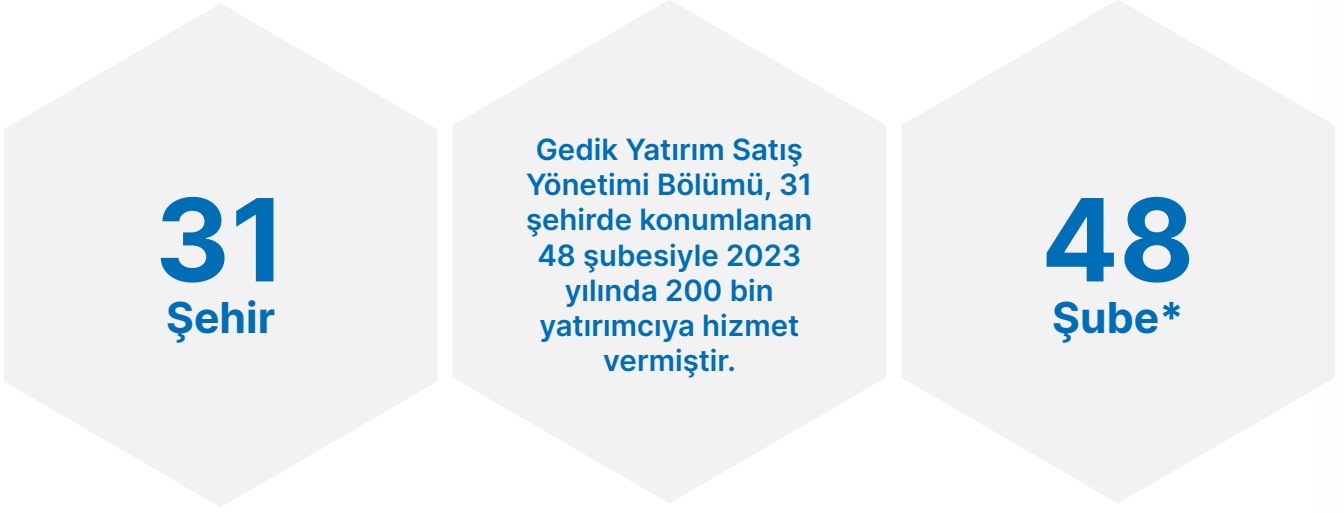 31
Şehir
Gedik Yatırım Satış
Yönetimi Bölümü, 31
şehirde konumlanan
48 şubesiyle 2023
yılında 200 bin
yatırımcıya hizmet
vermiştir.
48
Şube*